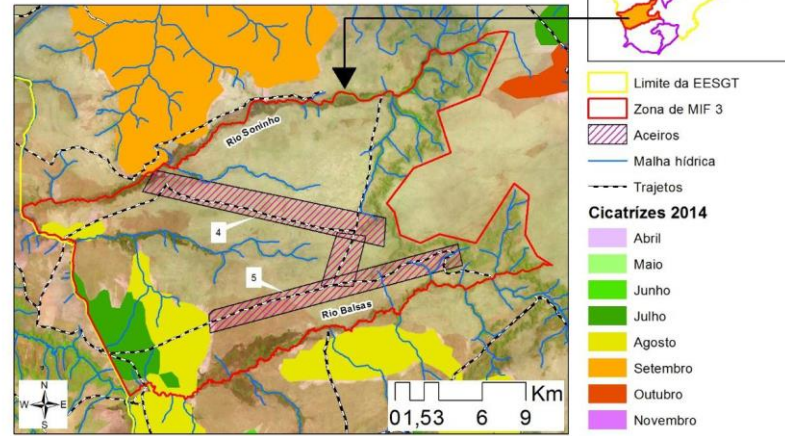 Rio Soninho
4
5
Rio Balsas
N
W E
S
Km
0 1,5 3 6 9
Limite da EESGT
Zona de MIF 3
Aceiros
Malha hídrica
Trajetos
Cicatrízes 2014
Abril
Maio
Junho
Julho
Agosto
Setembro
Outubro
Novembro